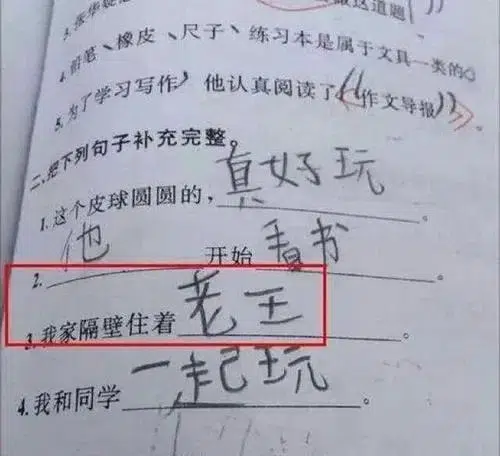 做这道题
4.铅笔、橡皮、尺子、练习本是属于文具一类的。
5.为了学习写作,他认真阅读了《作文导报》。
二、把下列句子补充完整。
1.这个皮球圆圆的,真好玩。
2.他开始看书。
3.我家隔壁住着老王。
4.我和同学一起玩。